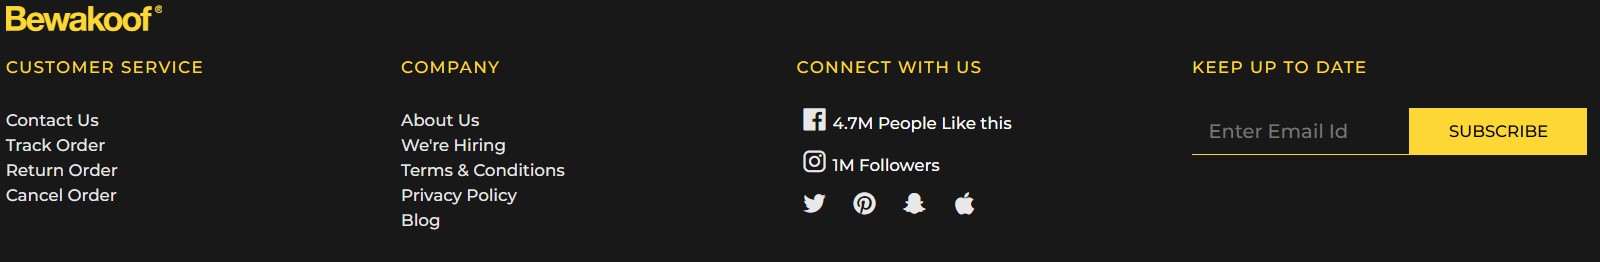 Bewakoof®
CUSTOMER SERVICE
Contact Us
Track Order
Return Order
Cancel Order
COMPANY
About Us
We're Hiring
Terms & Conditions
Privacy Policy
Blog
CONNECT WITH US
4.7M People Like this
1M Followers
KEEP UP TO DATE
Enter Email Id
SUBSCRIBE